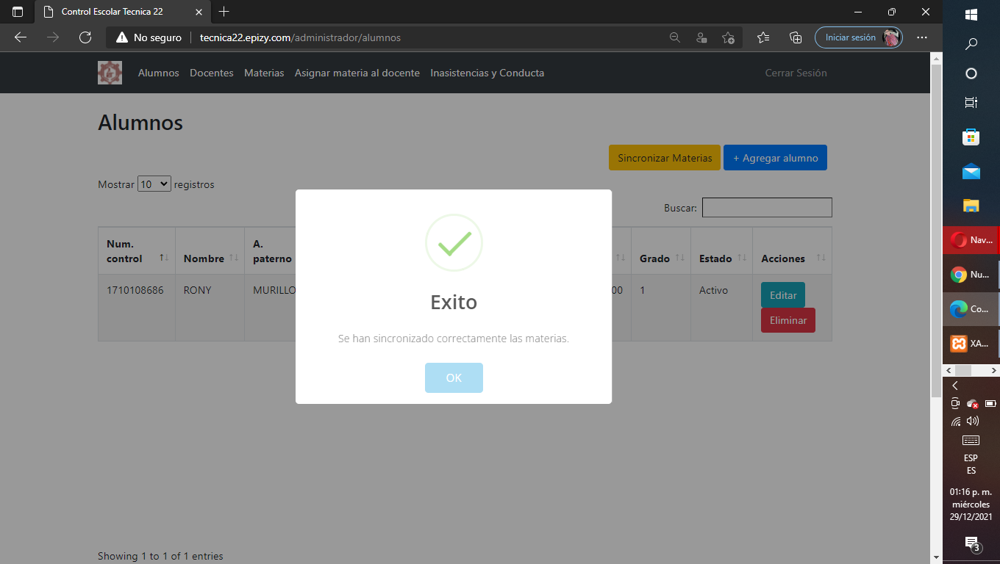 Control Escolar Tecnica 22
No seguro
tecnica22.epizy.com/administrador/alumnos
Iniciar sesión
Alumnos Docentes Materias Asignar materia al docente Inasistencias y Conducta Cerrar Sesión
Alumnos
Sincronizar Materias + Agregar alumno
Mostrar 10 registros
Buscar:
Num. control Nombre A. paterno Grado Estado Acciones
1710108686 RONY MURILLO 00 1 Activo Editar
Eliminar
Exito
Se han sincronizado correctamente las materias.
OK
Showing 1 to 1 of 1 entries
Nav...
Nu...
Co...
XA...
ESP
ES
01:16 p. m.
miércoles
29/12/2021
3